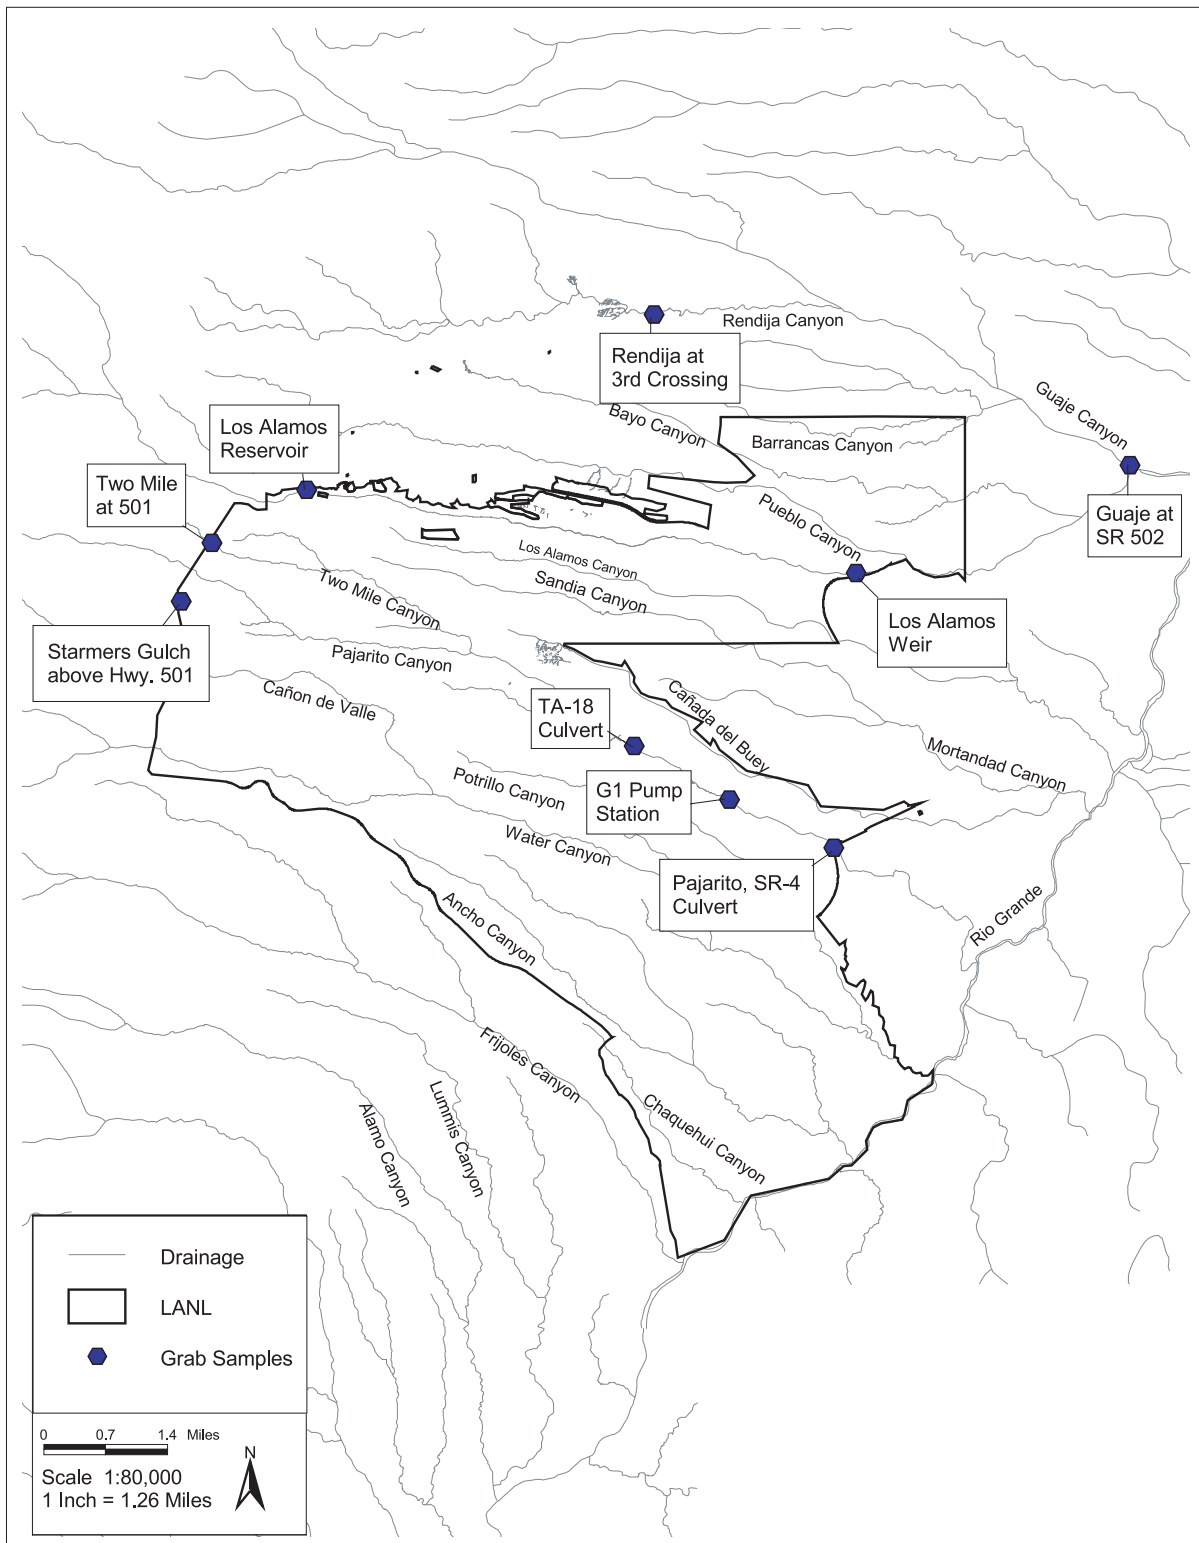 Rendija Canyon
Rendija at
3rd Crossing
Guaje Canyon
Bayo Canyon
Barrancas Canyon
Los Alamos
Reservoir
Two Mile
at 501
Guaje at
SR 502
Pueblo Canyon
Los Alamos Canyon
Sandia Canyon
Two Mile Canyon
Los Alamos
Weir
Starmers Gulch
above Hwy. 501
Pajarito Canyon
Cañon de Valle
Cañada del Buey
TA-18
Culvert
Mortandad Canyon
Potrillo Canyon
G1 Pump
Station
Water Canyon
Pajarito, SR-4
Culvert
Ancho Canyon
Rio Grande
Frijoles Canyon
Lummis Canyon
Alamo Canyon
Chaquehui Canyon
Drainage
LANL
Grab Samples
0 0.7 1.4 Miles
N
Scale 1:80,000
1 Inch = 1.26 Miles